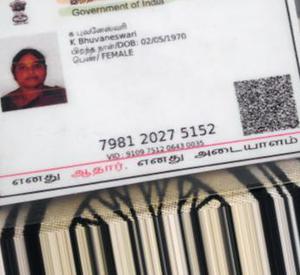 Government of India
க புவனேஸ்வரி
K Bhuvaneswari
பிறந்த நாள்/DOB: 02/05/1970
பெண்/ FEMALE
7981 2027 5152
VID : 9109 7512 0643 0035
எனது ஆதார், எனது அடையாளம்